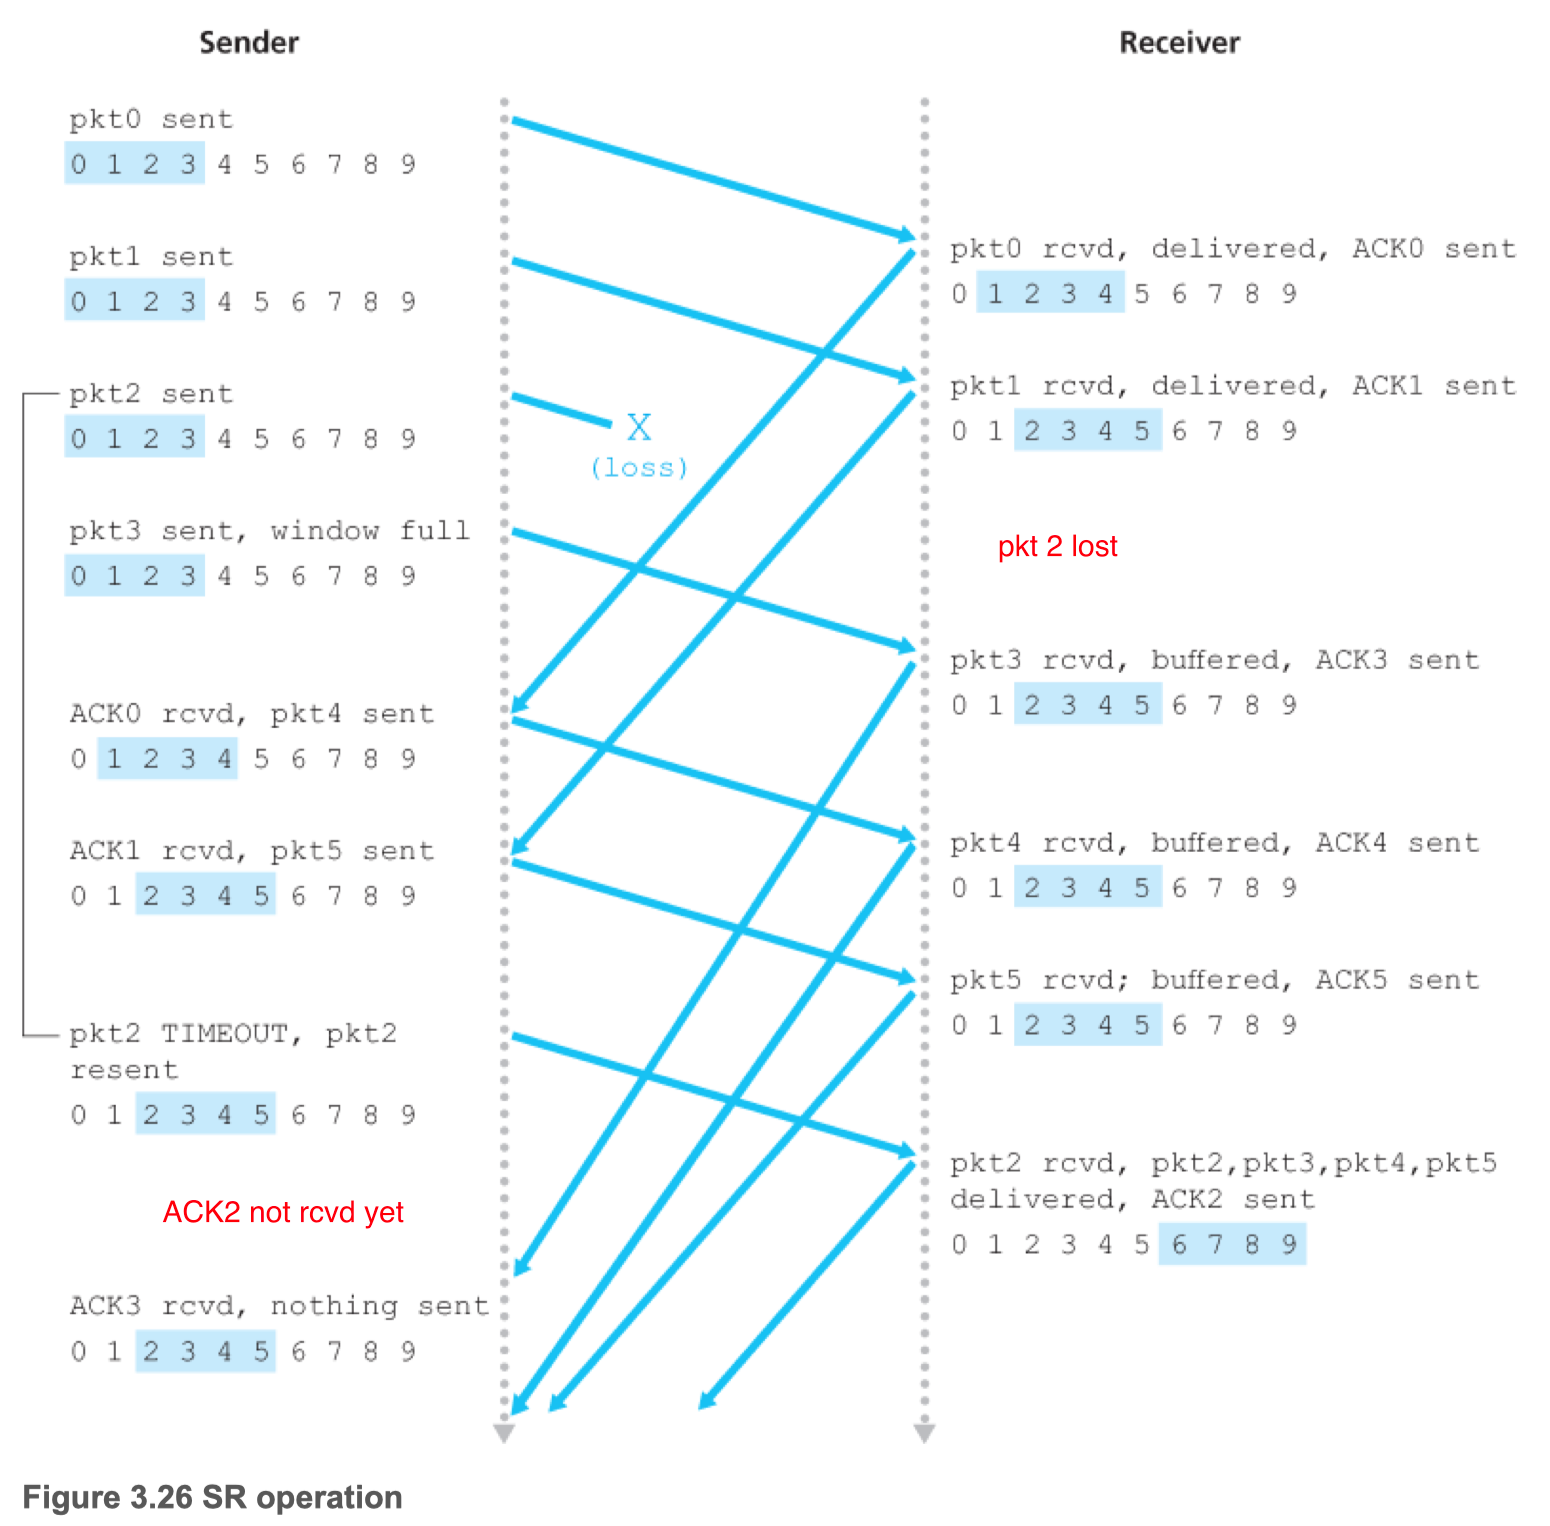 Sender
Receiver
pkt0 sent
0 1 2 3 4 5 6 7 8 9
pkt0 rcvd, delivered, ACK0 sent
0 1 2 3 4 5 6 7 8 9
pkt1 sent
0 1 2 3 4 5 6 7 8 9
pkt1 rcvd, delivered, ACK1 sent
0 1 2 3 4 5 6 7 8 9
pkt2 sent
0 1 2 3 4 5 6 7 8 9
X
(loss)
pkt3 sent, window full
0 1 2 3 4 5 6 7 8 9
pkt 2 lost
pkt3 rcvd, buffered, ACK3 sent
0 1 2 3 4 5 6 7 8 9
ACK0 rcvd, pkt4 sent
0 1 2 3 4 5 6 7 8 9
pkt4 rcvd, buffered, ACK4 sent
0 1 2 3 4 5 6 7 8 9
ACK1 rcvd, pkt5 sent
0 1 2 3 4 5 6 7 8 9
pkt5 rcvd; buffered, ACK5 sent
0 1 2 3 4 5 6 7 8 9
pkt2 TIMEOUT, pkt2
resent
0 1 2 3 4 5 6 7 8 9
pkt2 rcvd, pkt2,pkt3,pkt4,pkt5
delivered, ACK2 sent
0 1 2 3 4 5 6 7 8 9
ACK2 not rcvd yet
ACK3 rcvd, nothing sent
0 1 2 3 4 5 6 7 8 9
Figure 3.26 SR operation